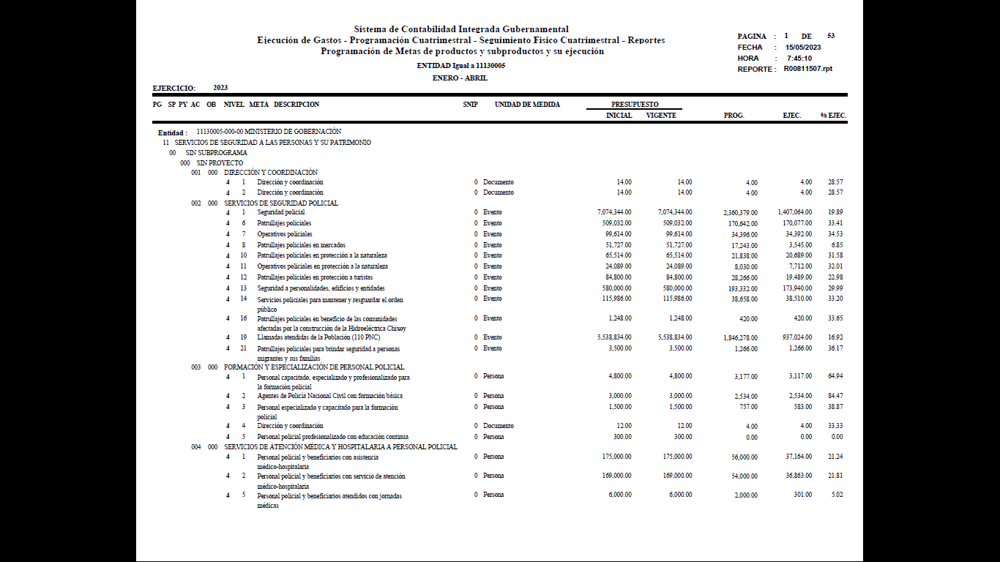 Sistema de Contabilidad Integrada Gubernamental
Ejecución de Gastos - Programación Cuatrimestral - Seguimiento Fisico Cuatrimestral - Reportes
Programación de Metas de productos y subproductos y su ejecución
ENTIDAD Igual a 11130005
ENERO - ABRIL
PAGINA : 1 DE 53
FECHA : 15/05/2023
HORA : 7:45:10
REPORTE : R00811507.rpt
EJERCICIO: 2023
PG SP PY AC OB NIVEL META DESCRIPCION SNIP UNIDAD DE MEDIDA PRESUPUESTO
INICIAL VIGENTE PROG. EJEC. % EJEC.
Entidad : 11130005-000-00 MINISTERIO DE GOBERNACIÓN
11 SERVICIOS DE SEGURIDAD A LAS PERSONAS Y SU PATRIMONIO
00 SIN SUBPROGRAMA
000 SIN PROYECTO
001 000 DIRECCIÓN Y COORDINACIÓN
4 1 Dirección y coordinación 0 Documento 14.00 14.00 4.00 4.00 28.57
4 2 Dirección y coordinación 0 Documento 14.00 14.00 4.00 4.00 28.57
002 000 SERVICIOS DE SEGURIDAD POLICIAL
4 1 Seguridad policial 0 Evento 7,074,344.00 7,074,344.00 2,360,379.00 1,407,064.00 19.89
4 6 Patrullajes policiales 0 Evento 509,032.00 509,032.00 170,642.00 170,077.00 33.41
4 7 Operativos policiales 0 Evento 99,614.00 99,614.00 34,396.00 34,392.00 34.53
4 8 Patrullajes policiales en mercados 0 Evento 51,727.00 51,727.00 17,243.00 3,545.00 6.85
4 10 Patrullajes policiales en protección a la naturaleza 0 Evento 65,514.00 65,514.00 21,838.00 20,689.00 31.58
4 11 Operativos policiales en protección a la naturaleza 0 Evento 24,089.00 24,089.00 8,030.00 7,712.00 32.01
4 12 Patrullajes policiales en protección a turistas 0 Evento 84,800.00 84,800.00 28,266.00 19,489.00 22.98
4 13 Seguridad a personalidades, edificios y entidades 0 Evento 580,000.00 580,000.00 193,332.00 173,940.00 29.99
4 14 Servicios policiales para mantener y resguardar el orden 0 Evento 115,986.00 115,986.00 38,658.00 38,510.00 33.20
público
4 16 Patrullajes policiales en beneficio de las comunidades 0 Evento 1,248.00 1,248.00 420.00 420.00 33.65
afectadas por la construcción de la Hidroeléctrica Chixoy
4 19 Llamadas atendidas de la Población (110 PNC) 0 Evento 5,538,834.00 5,538,834.00 1,846,278.00 937,024.00 16.92
4 21 Patrullajes policiales para brindar seguridad a personas 0 Evento 3,500.00 3,500.00 1,266.00 1,266.00 36.17
migrantes y sus familias
003 000 FORMACIÓN Y ESPECIALIZACIÓN DE PERSONAL POLICIAL
4 1 Personal capacitado, especializado y profesionalizado para 0 Persona 4,800.00 4,800.00 3,177.00 3,117.00 64.94
la formación policial
4 2 Agentes de Policía Nacional Civil con formación básica 0 Persona 3,000.00 3,000.00 2,534.00 2,534.00 84.47
4 3 Personal especializado y capacitado para la formación 0 Persona 1,500.00 1,500.00 757.00 583.00 38.87
policial
4 4 Dirección y coordinación 0 Documento 12.00 12.00 4.00 4.00 33.33
4 5 Personal policial profesionalizado con educación continua 0 Persona 300.00 300.00 0.00 0.00 0.00
004 000 SERVICIOS DE ATENCIÓN MÉDICA Y HOSPITALARIA A PERSONAL POLICIAL
4 1 Personal policial y beneficiarios con asistencia 0 Persona 175,000.00 175,000.00 56,000.00 37,164.00 21.24
médico-hospitalaria
4 2 Personal policial y beneficiarios con servicio de atención 0 Persona 169,000.00 169,000.00 54,000.00 36,863.00 21.81
médico-hospitalaria
4 5 Personal policial y beneficiarios atendidos con jornadas 0 Persona 6,000.00 6,000.00 2,000.00 301.00 5.02
médicas